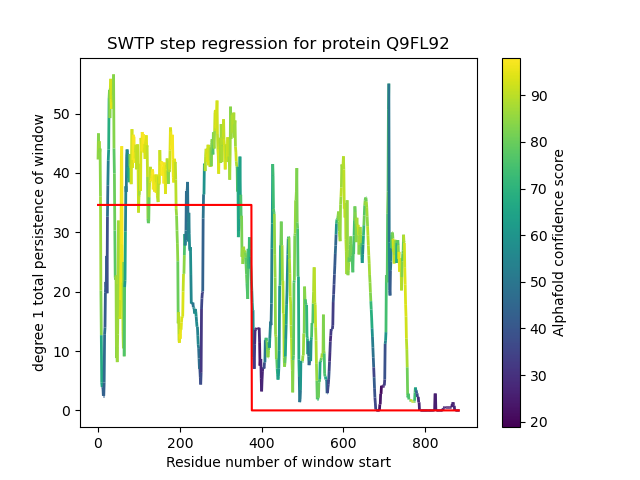 SWTP step regression for protein Q9FL92
degree 1 total persistence of window
50
40
30
20
10
0
0 200 400 600 800
Residue number of window start
90
80
70
60
50
40
30
20
Alphafold confidence score